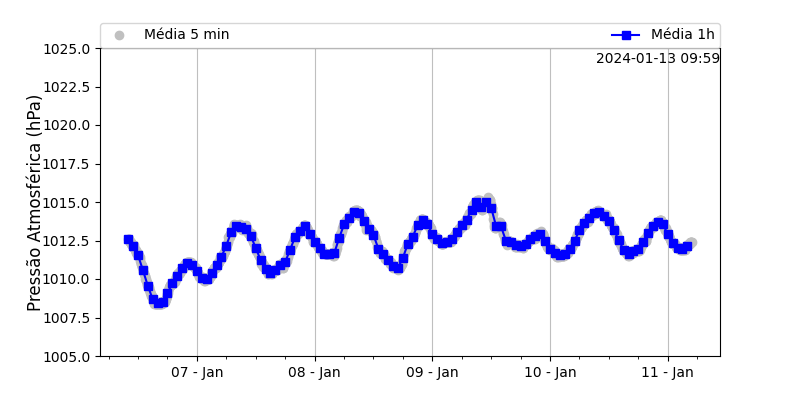 Média 5 min
Média 1h
2024-01-13 09:59
Pressão Atmosférica (hPa)
1025.0
1022.5
1020.0
1017.5
1015.0
1012.5
1010.0
1007.5
1005.0
07 - Jan
08 - Jan
09 - Jan
10 - Jan
11 - Jan